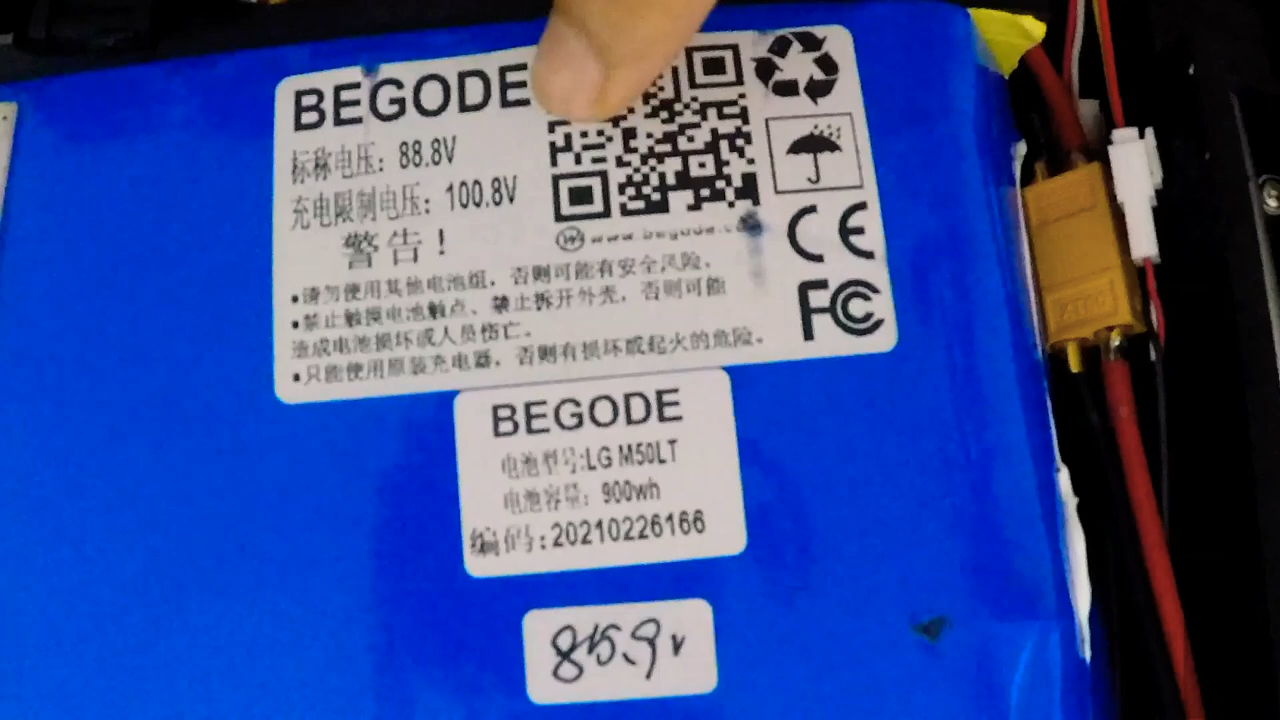 BEGODE
标称电压：88.8V
充电限制电压：100.8V
警告！
www.begode.c
•请勿使用其他电池组，否则可能有安全风险.
•禁止触摸电池触点、禁止拆开外壳，否则可能
造成电池损坏或人员伤亡。
•只能使用原装充电器，否则有损坏或起火的危险。
CE
FC
BEGODE
电池型号:LG M50LT
电池容量：900wh
编码:20210226166
85.9v